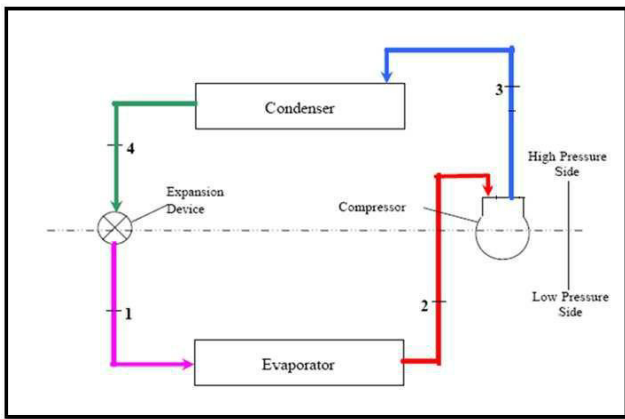 3
Condenser
4
High Pressure
Side
Expansion
Device
Compressor
1
2
Low Pressure
Side
Evaporator